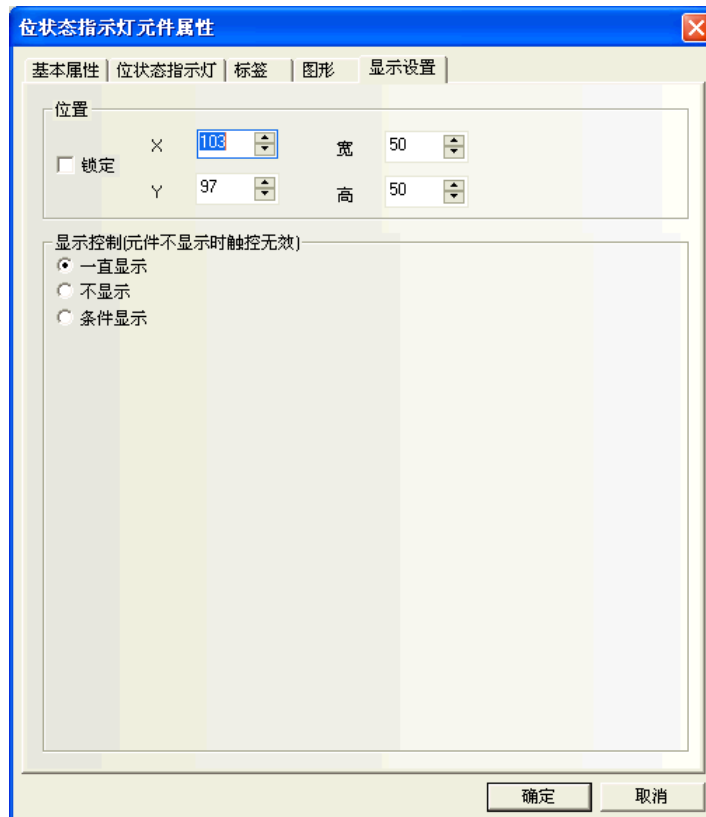 位状态指示灯元件属性
基本属性 位状态指示灯 标签 图形 显示设置
位置
锁定 X 103 宽 50
Y 97 高 50
显示控制(元件不显示时触控无效)
一直显示
不显示
条件显示
确定 取消